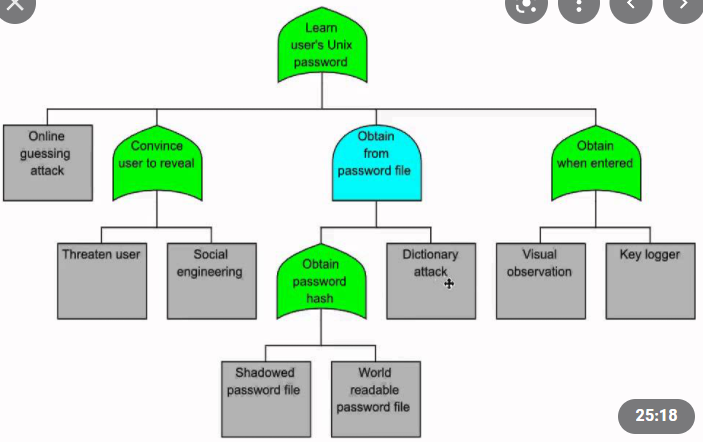 Learn
user's Unix
password
Online
guessing
attack
Convince
user to reveal
Obtain
from
password file
Obtain
when entered
Threaten user
Social
engineering
Obtain
password
hash
Dictionary
attack
Visual
observation
Key logger
Shadowed
password file
World
readable
password file
25:18